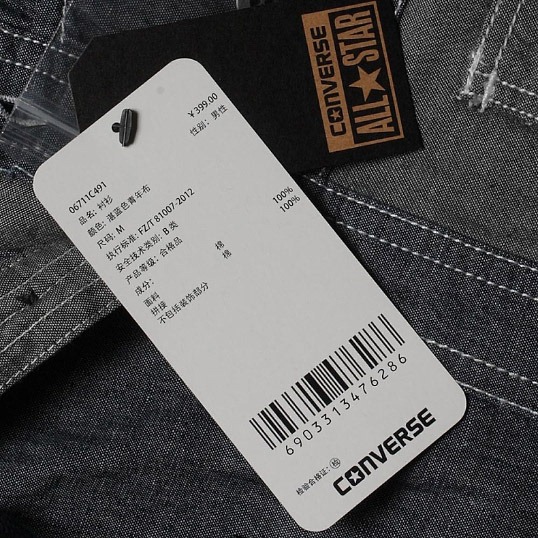 CONVERSE
ALL STAR
¥399.00
06711C491 性别: 男性
品名: 衬衫
颜色: 湛蓝色青年布
尺码: M
执行标准: FZ/T 81007-2012
安全技术类别: B 类
产品等级: 合格品
成分:
面料 棉 100%
拼接 棉 100%
不包括装饰部分
6903313476286
检验合格证: 检
CONVERSE